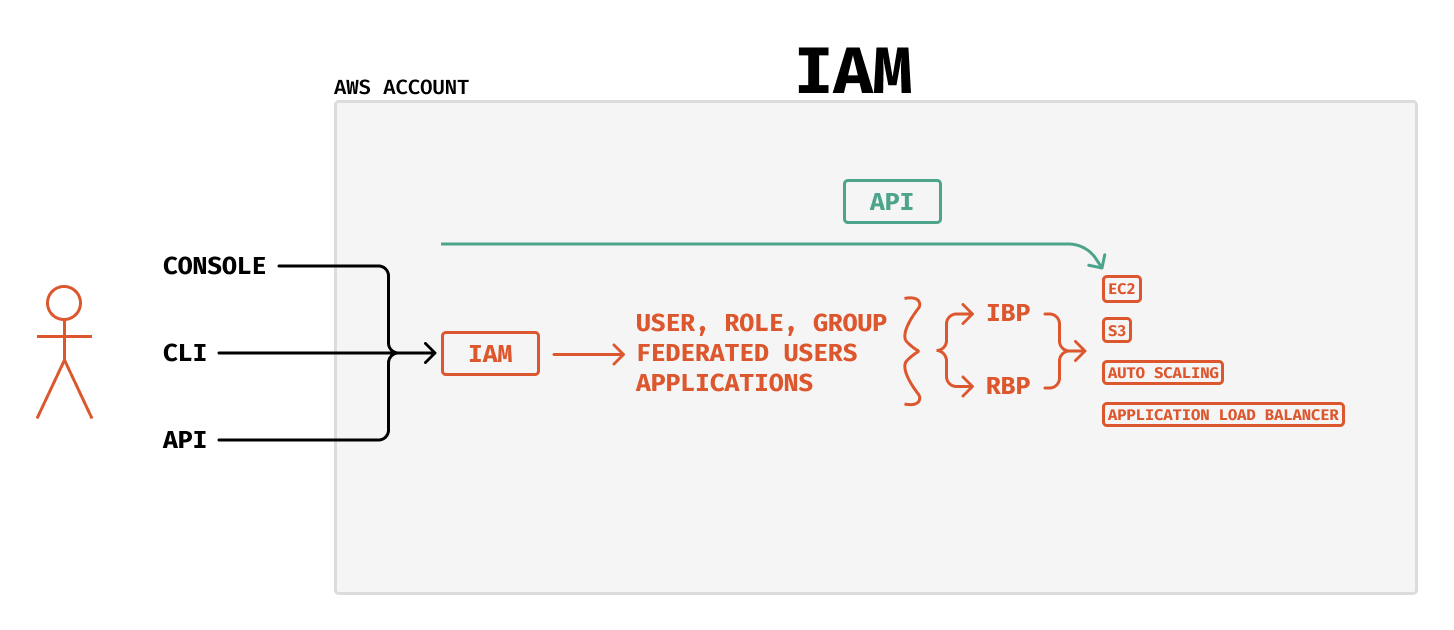 IAM
AWS ACCOUNT
API
CONSOLE
CLI
API
IAM
USER, ROLE, GROUP
FEDERATED USERS
APPLICATIONS
IBP
RBP
EC2
S3
AUTO SCALING
APPLICATION LOAD BALANCER